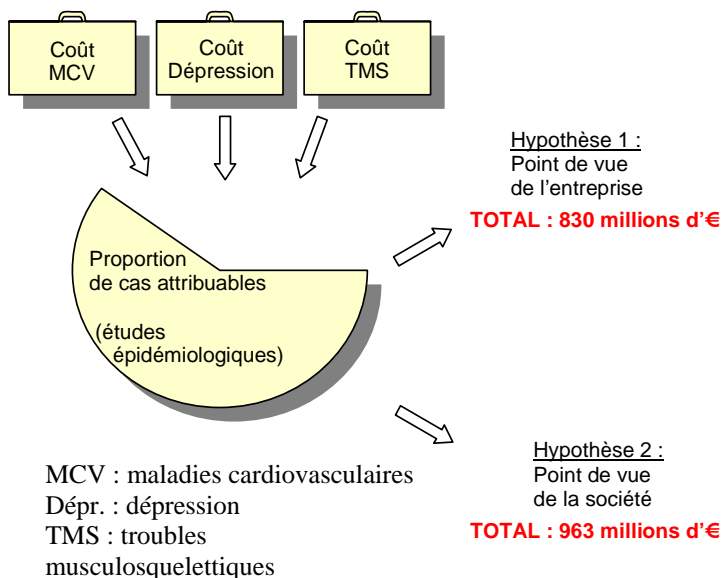 Coût
MCV
Coût
Dépression
Coût
TMS
Hypothèse 1 :
Point de vue
de l'entreprise
TOTAL : 830 millions d'€
Proportion
de cas attribuables
(études
épidémiologiques)
Hypothèse 2 :
Point de vue
de la société
TOTAL : 963 millions d'€
MCV : maladies cardiovasculaires
Dépr. : dépression
TMS : troubles
musculosquelettiques